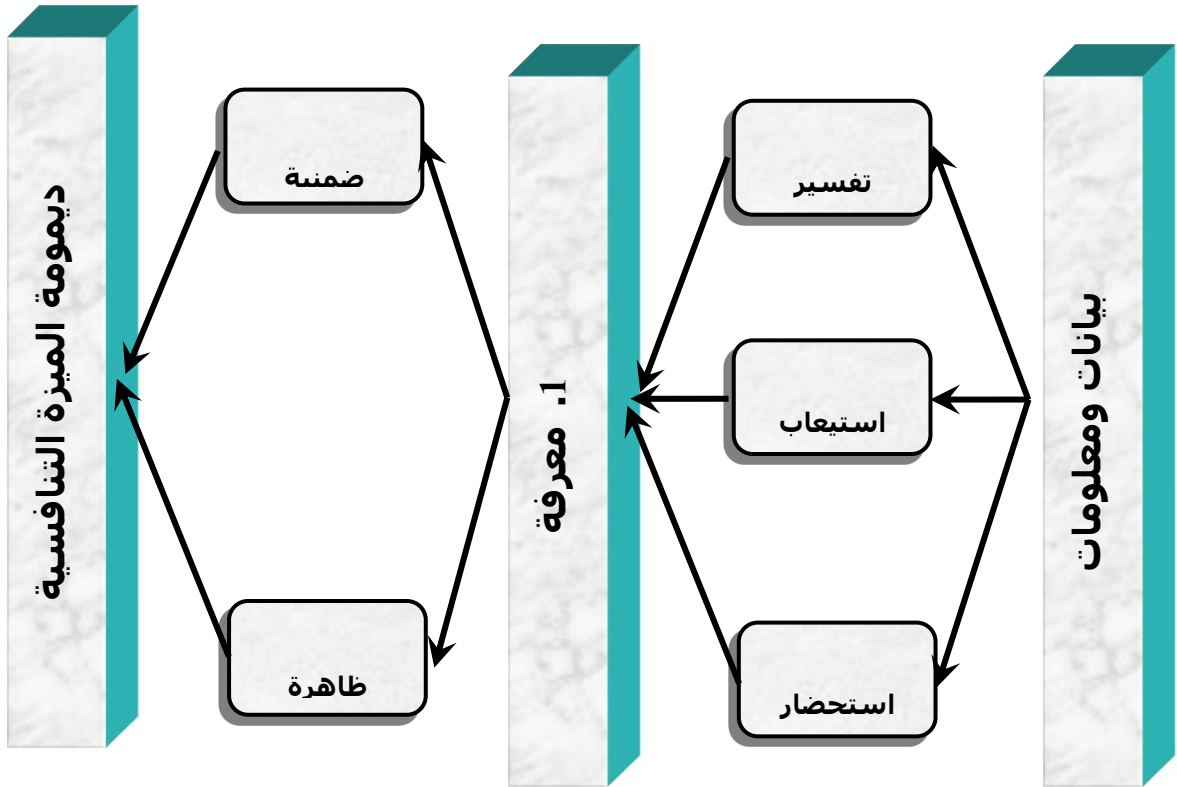 بيانات ومعلومات
تفسير
استيعاب
استحضار
1. معرفة
ضمنية
ظاهرة
ديمومة الميزة التنافسية